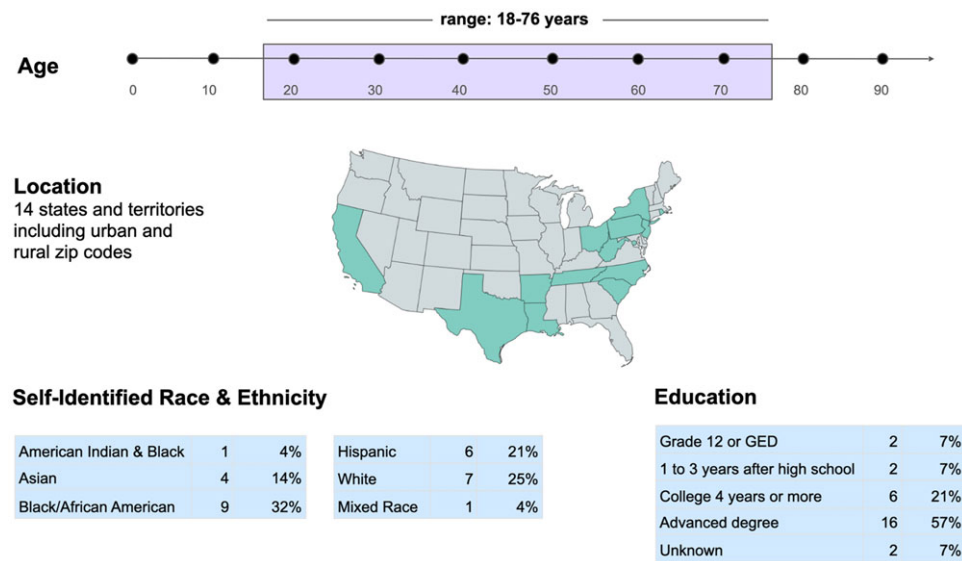 range: 18-76 years
Age
0 10 20 30 40 50 60 70 80 90
Location
14 states and territories
including urban and
rural zip codes
Self-Identified Race & Ethnicity
American Indian & Black 1 4%
Asian 4 14%
Black/African American 9 32%
Hispanic 6 21%
White 7 25%
Mixed Race 1 4%
Education
Grade 12 or GED 2 7%
1 to 3 years after high school 2 7%
College 4 years or more 6 21%
Advanced degree 16 57%
Unknown 2 7%